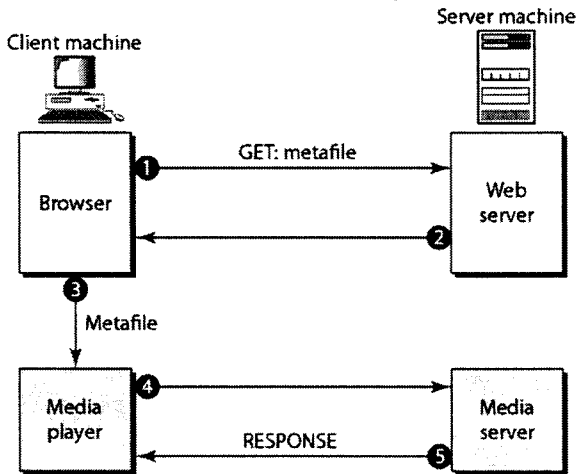 Server machine
Client machine
1
GET: metafile
Browser
Web
server
2
3
Metafile
4
Media
player
Media
server
RESPONSE
5